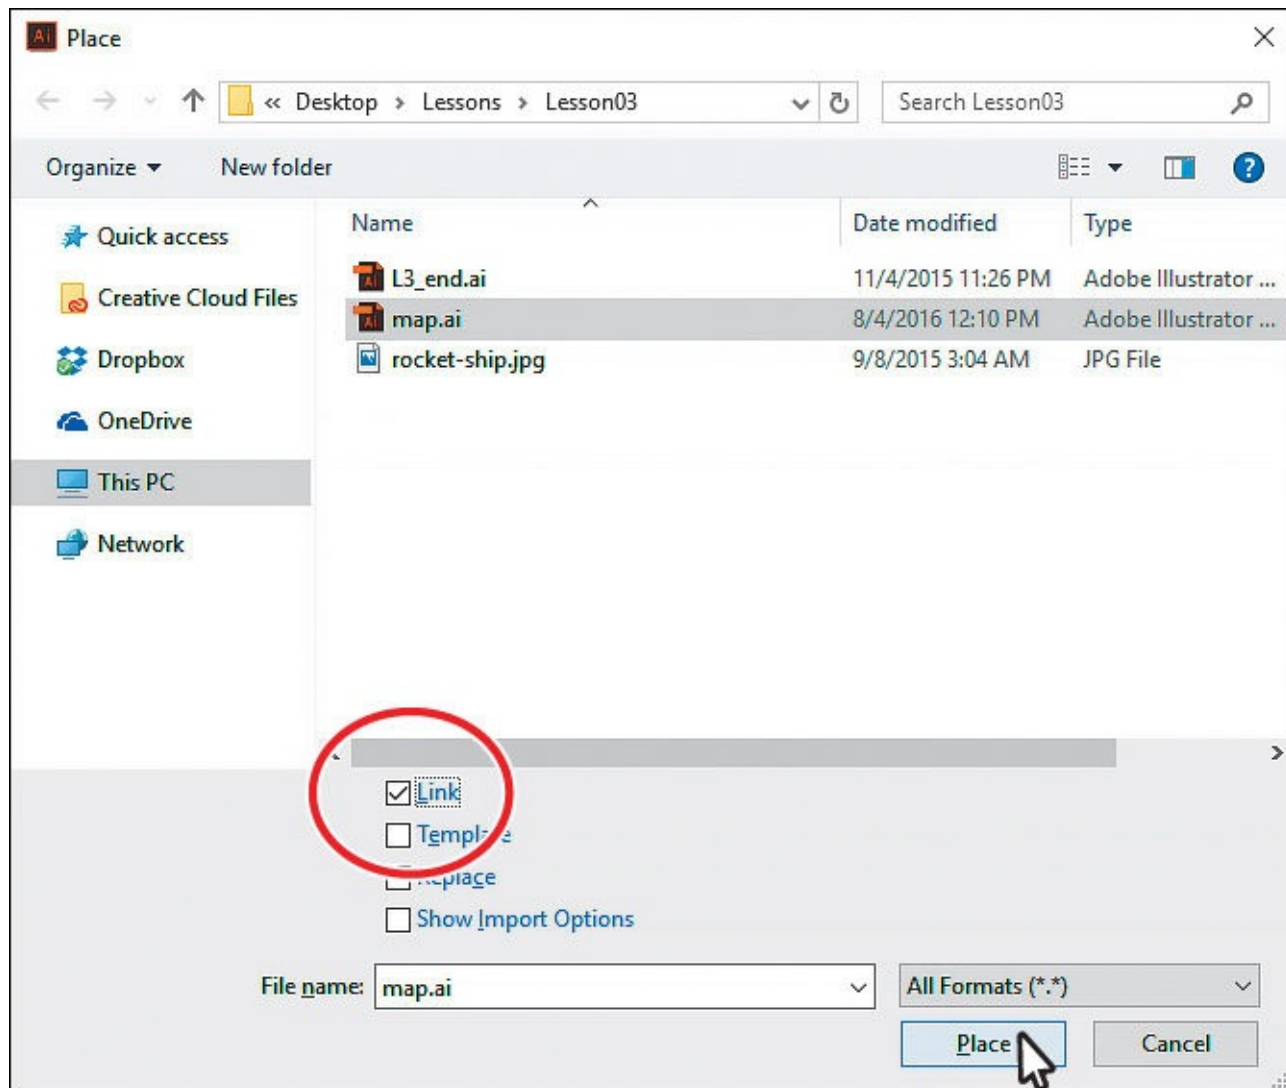 Ai Place
« Desktop > Lessons > Lesson03 Search Lesson03
Organize New folder
Name Date modified Type
Quick access
Creative Cloud Files
Dropbox
OneDrive
This PC
Network
L3_end.ai 11/4/2015 11:26 PM Adobe Illustrator ...
map.ai 8/4/2016 12:10 PM Adobe Illustrator ...
rocket-ship.jpg 9/8/2015 3:04 AM JPG File
Link
Template
Replace
Show Import Options
File name: map.ai All Formats (*.*)
Place Cancel